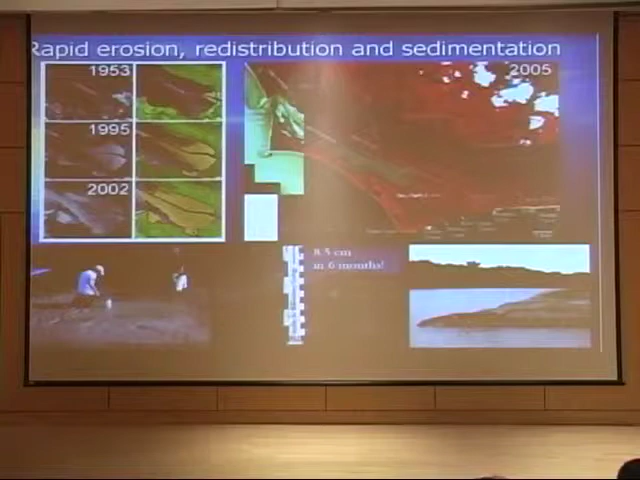 Rapid erosion, redistribution and sedimentation
1953
1995
2002
2005
8.5 cm
in 6 months!